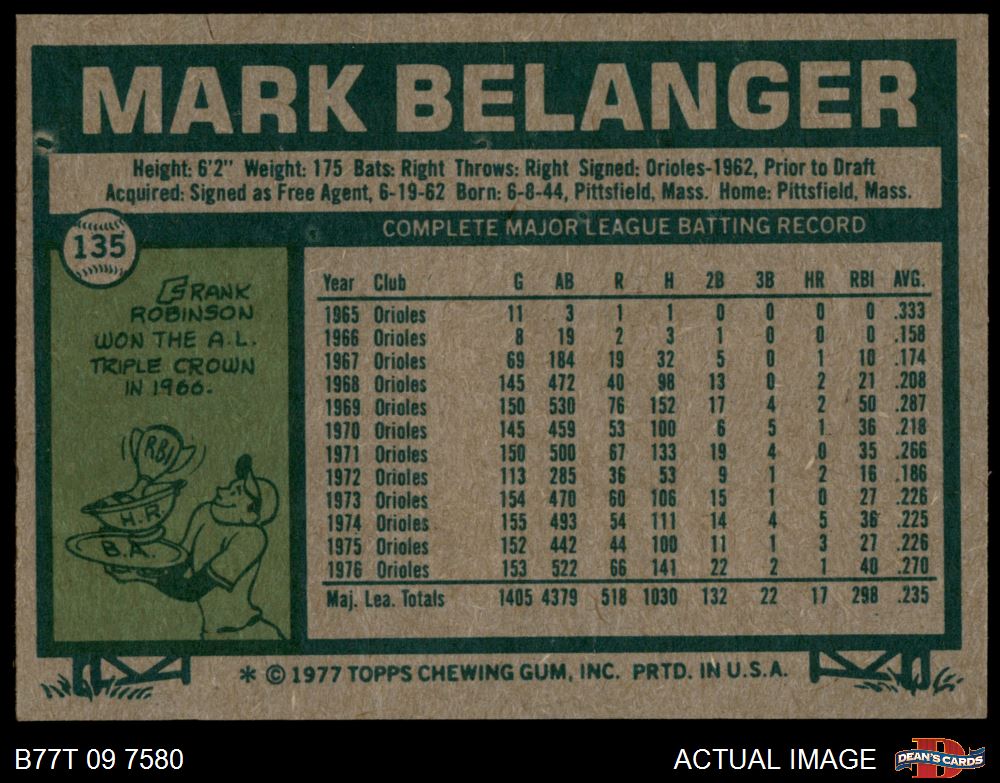 MARK BELANGER
Height: 6'2" Weight: 175 Bats: Right Throws: Right Signed: Orioles-1962, Prior to Draft
Acquired: Signed as Free Agent, 6-19-62 Born: 6-8-44, Pittsfield, Mass. Home: Pittsfield, Mass.
135
COMPLETE MAJOR LEAGUE BATTING RECORD
FRANK
ROBINSON
WON THE A.L.
TRIPLE CROWN
IN 1966.
RBI
H.R.
B.A.
Year Club G AB R H 2B 3B HR RBI AVG.
1965 Orioles 11 3 1 1 0 0 0 0 .333
1966 Orioles 8 19 2 3 1 0 0 0 .158
1967 Orioles 69 184 19 32 5 0 1 10 .174
1968 Orioles 145 472 40 98 13 0 2 21 .208
1969 Orioles 150 530 76 152 17 4 2 50 .287
1970 Orioles 145 459 53 100 6 5 1 36 .218
1971 Orioles 150 500 67 133 19 4 0 35 .266
1972 Orioles 113 285 36 53 9 1 2 16 .186
1973 Orioles 154 470 60 106 15 1 0 27 .226
1974 Orioles 155 493 54 111 14 4 5 36 .225
1975 Orioles 152 442 44 100 11 1 3 27 .226
1976 Orioles 153 522 66 141 22 2 1 40 .270
Maj. Lea. Totals 1405 4379 518 1030 132 22 17 298 .235
* © 1977 TOPPS CHEWING GUM, INC. PRTD. IN U.S.A.
B77T 09 7580
ACTUAL IMAGE
D
DEAN'S CARDS